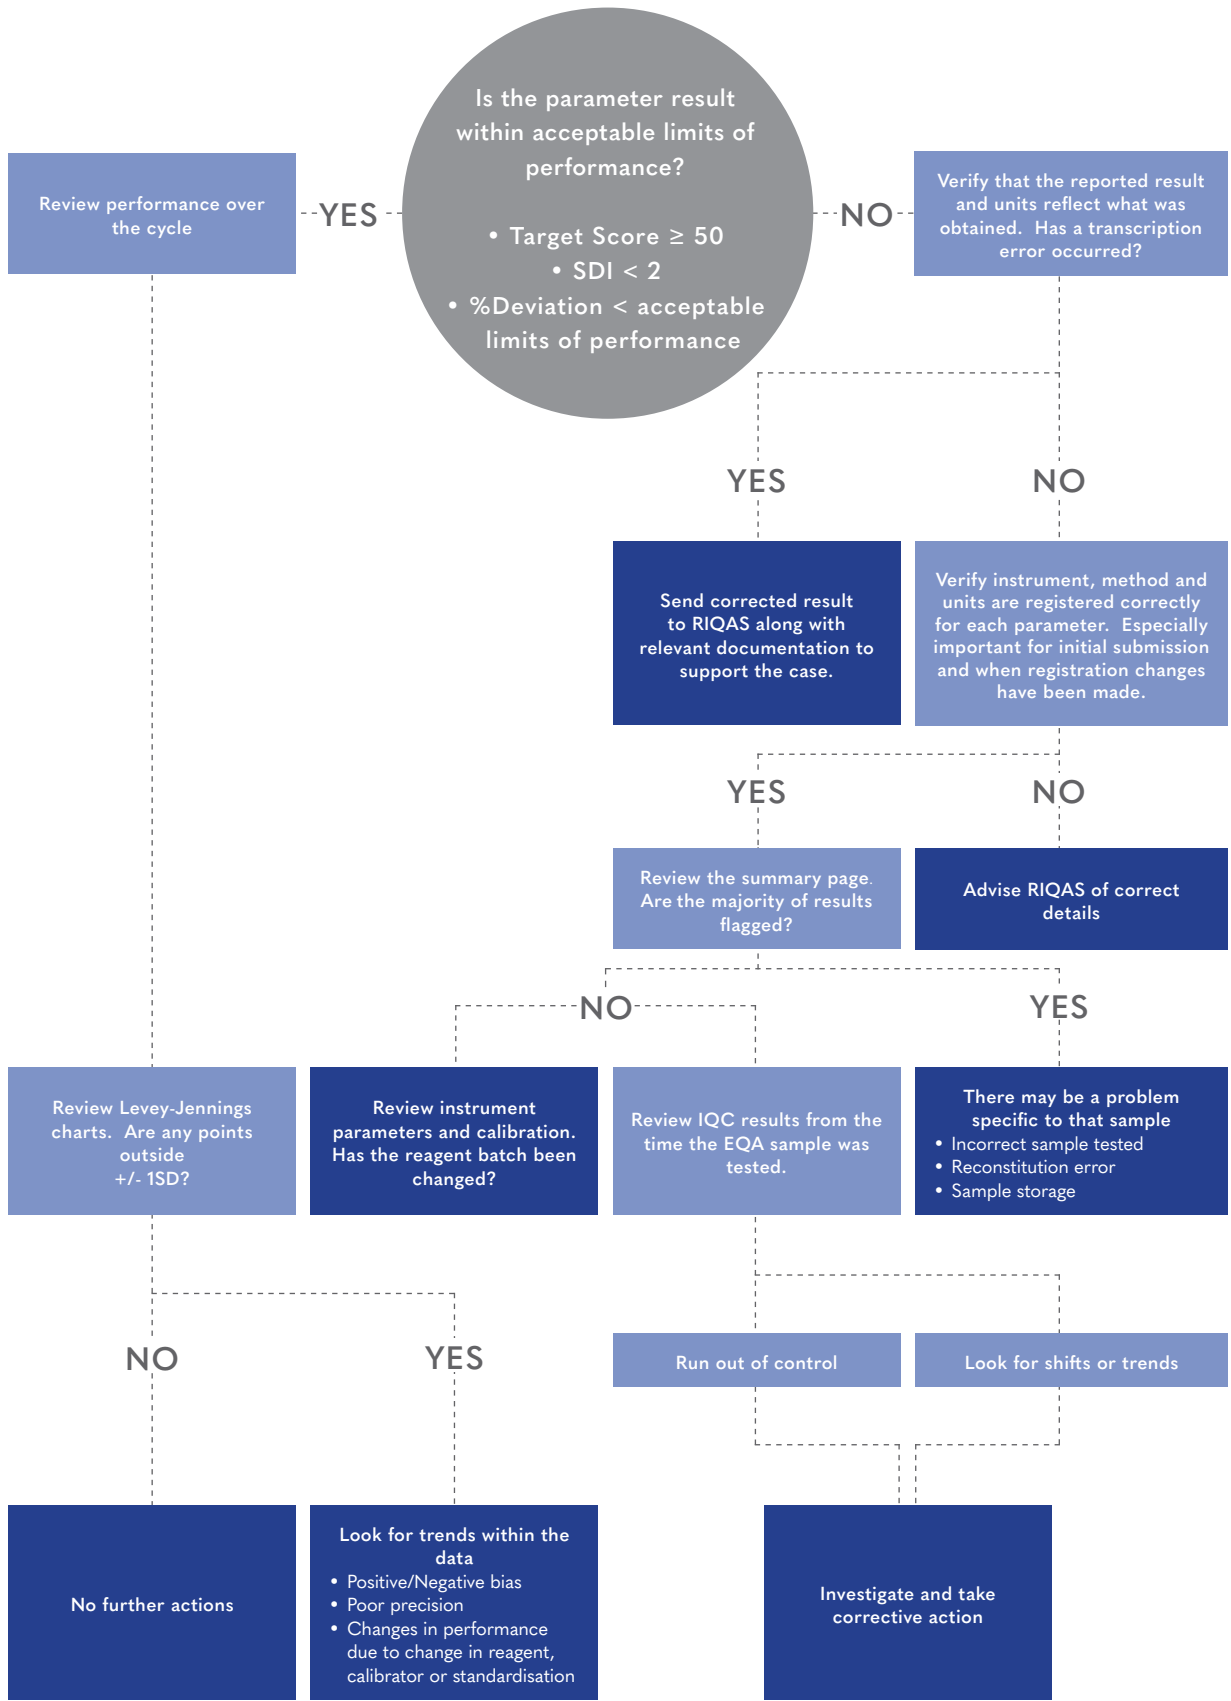 Is the parameter result
within acceptable limits of
performance?
• Target Score ≥ 50
• SDI < 2
• %Deviation < acceptable
limits of performance
YES
NO
Review performance over
the cycle
Verify that the reported result
and units reflect what was
obtained. Has a transcription
error occurred?
YES
NO
Send corrected result
to RIQAS along with
relevant documentation to
support the case.
Verify instrument, method and
units are registered correctly
for each parameter. Especially
important for initial submission
and when registration changes
have been made.
YES
NO
Review the summary page.
Are the majority of results
flagged?
Advise RIQAS of correct
details
NO
YES
Review Levey-Jennings
charts. Are any points
outside
+/- 1SD?
Review instrument
parameters and calibration.
Has the reagent batch been
changed?
Review IQC results from the
time the EQA sample was
tested.
There may be a problem
specific to that sample
• Incorrect sample tested
• Reconstitution error
• Sample storage
NO
YES
Run out of control
Look for shifts or trends
No further actions
Look for trends within the
data
• Positive/Negative bias
• Poor precision
• Changes in performance
due to change in reagent,
calibrator or standardisation
Investigate and take
corrective action